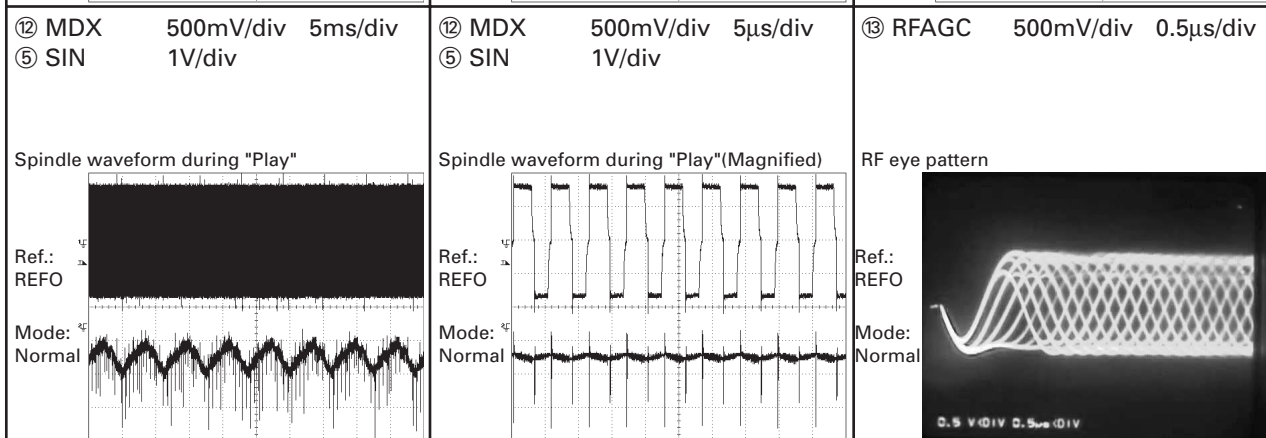 ⑫ MDX 500mV/div 5ms/div
⑤ SIN 1V/div
Spindle waveform during "Play"
Ref.:
REFO
Mode:
Normal
⑫ MDX 500mV/div 5µs/div
⑤ SIN 1V/div
Spindle waveform during "Play"(Magnified)
Ref.:
REFO
Mode:
Normal
⑬ RFAGC 500mV/div 0.5µs/div
RF eye pattern
Ref.:
REFO
Mode:
Normal
0.5 V/DIV 0.5µs/DIV